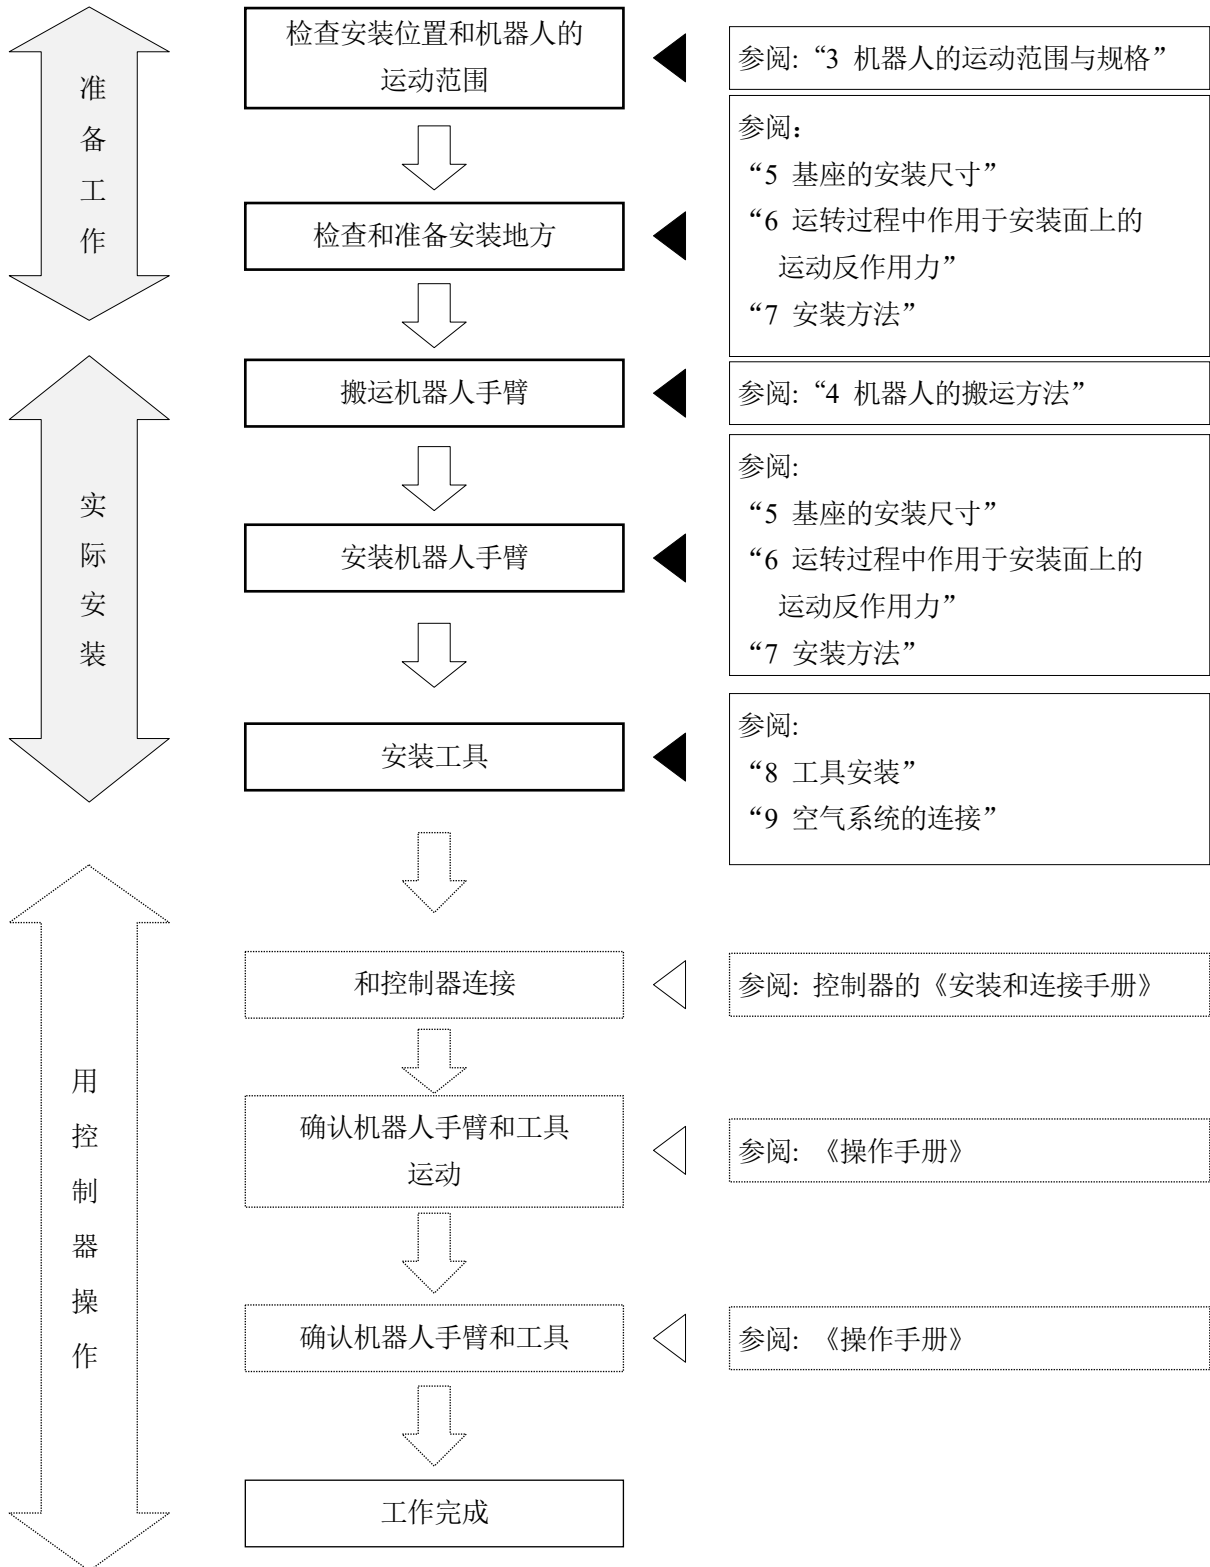 准备工作
检查安装位置和机器人的
运动范围
参阅: “3 机器人的运动范围与规格”
检查和准备安装地方
参阅:
“5 基座的安装尺寸”
“6 运转过程中作用于安装面上的
运动反作用力”
“7 安装方法”
实际安装
搬运机器人手臂
参阅: “4 机器人的搬运方法”
安装机器人手臂
参阅:
“5 基座的安装尺寸”
“6 运转过程中作用于安装面上的
运动反作用力”
“7 安装方法”
安装工具
参阅:
“8 工具安装”
“9 空气系统的连接”
用控制器操作
和控制器连接
参阅: 控制器的《安装和连接手册》
确认机器人手臂和工具
运动
参阅: 《操作手册》
确认机器人手臂和工具
参阅: 《操作手册》
工作完成